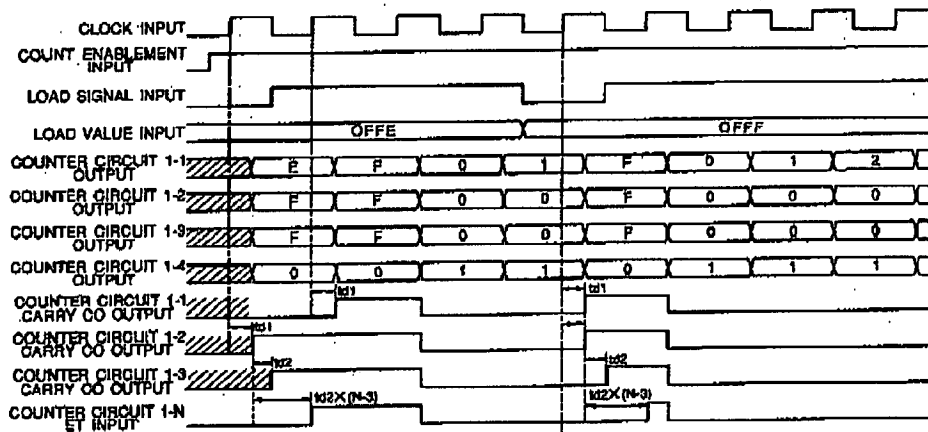 CLOCK INPUT
COUNT ENABLEMENT
INPUT
LOAD SIGNAL INPUT
LOAD VALUE INPUT OFFE OFFF
COUNTER CIRCUIT 1-1
OUTPUT
E F 0 1 F 0 1 2
COUNTER CIRCUIT 1-2
OUTPUT
F F 0 0 F 0 0 0
COUNTER CIRCUIT 1-3
OUTPUT
F F 0 0 F 0 0 0
COUNTER CIRCUIT 1-4
OUTPUT
0 0 1 1 0 1 1 1
COUNTER CIRCUIT 1-1
CARRY CO OUTPUT
td1 td1
COUNTER CIRCUIT 1-2
CARRY CO OUTPUT
td1
COUNTER CIRCUIT 1-3
CARRY CO OUTPUT
td2 td2
COUNTER CIRCUIT 1-N
ET INPUT
td2×(N-3) td2×(N-3)